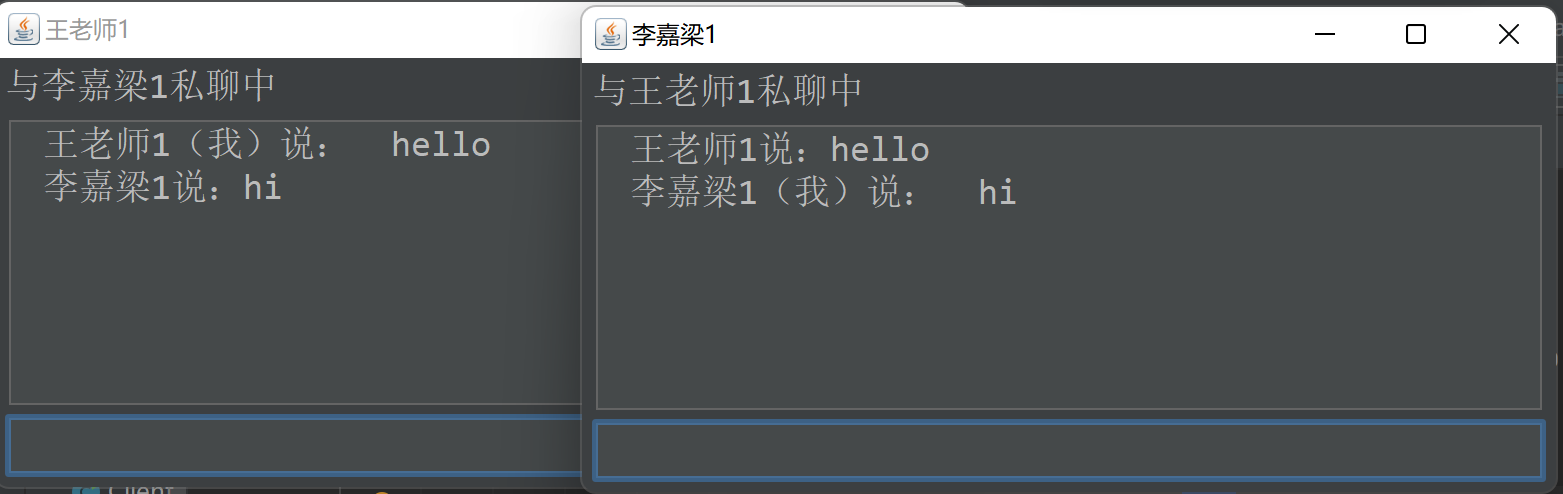 王老师1
与李嘉梁1私聊中
王老师1（我）说： hello
李嘉梁1说：hi
李嘉梁1
与王老师1私聊中
王老师1说：hello
李嘉梁1（我）说： hi
Client